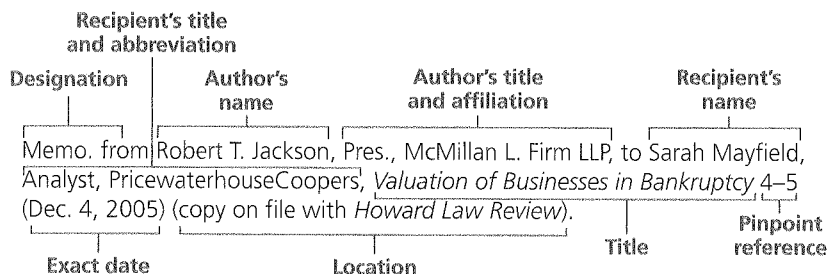 Recipient's title
and abbreviation
Designation Author's Author's title Recipient's
name and affiliation name
Memo. from Robert T. Jackson, Pres., McMillan L. Firm LLP, to Sarah Mayfield,
Analyst, PricewaterhouseCoopers, Valuation of Businesses in Bankruptcy 4–5
(Dec. 4, 2005) (copy on file with Howard Law Review).
Exact date Location Title Pinpoint
reference